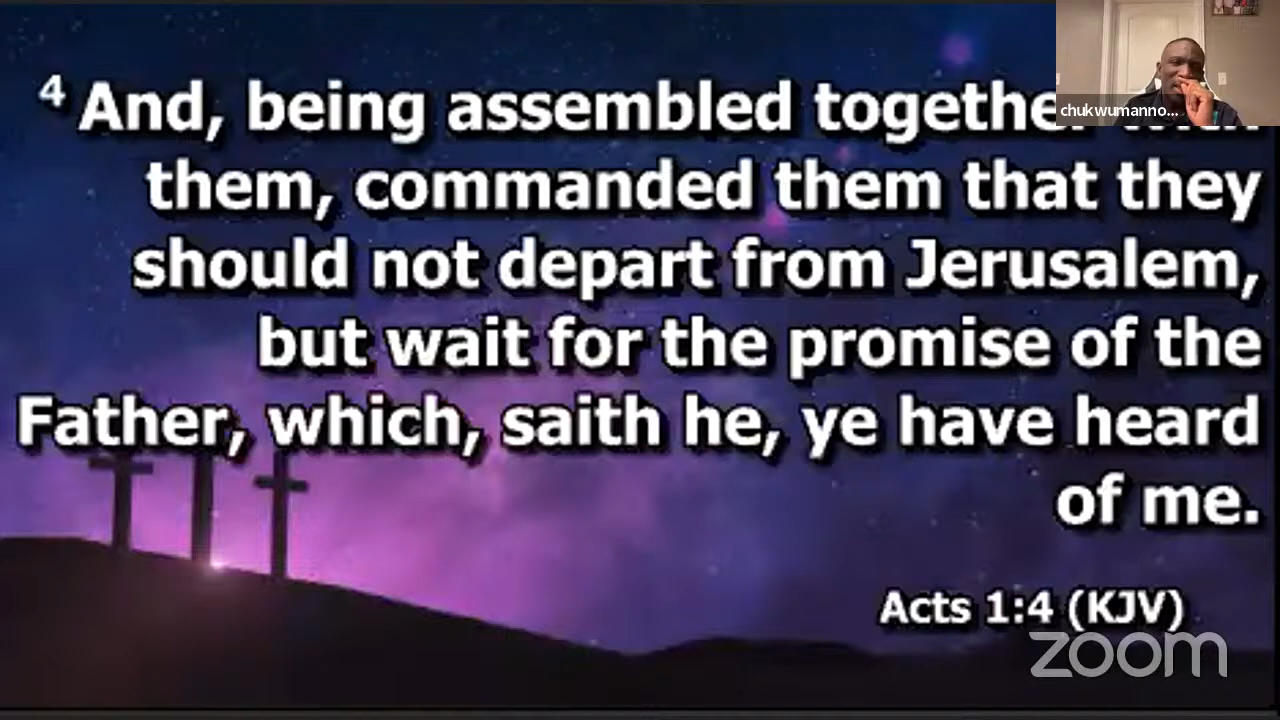 4 And, being assembled together with
them, commanded them that they
should not depart from Jerusalem,
but wait for the promise of the
Father, which, saith he, ye have heard
of me.
Acts 1:4 (KJV)
chukwumanno...
zoom